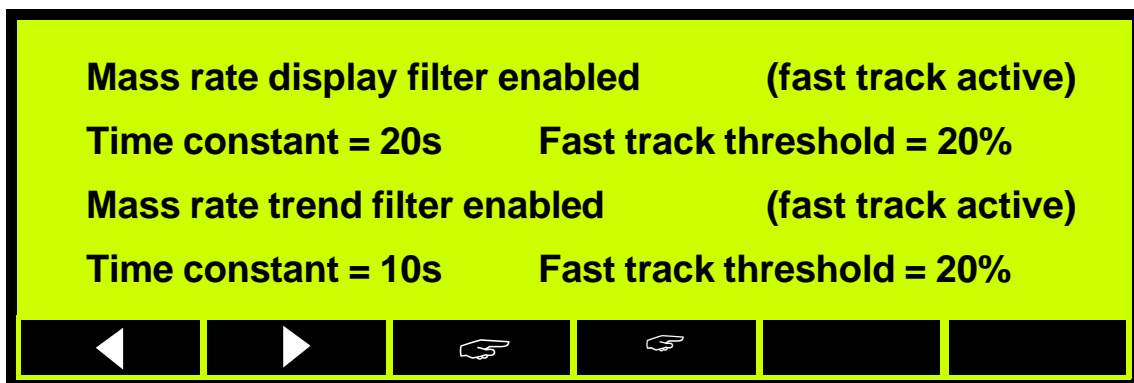 Mass rate display filter enabled (fast track active)
Time constant = 20s Fast track threshold = 20%
Mass rate trend filter enabled (fast track active)
Time constant = 10s Fast track threshold = 20%